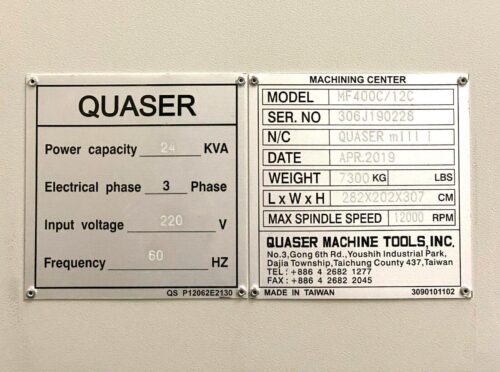 QUASER
Power capacity 24 KVA
Electrical phase 3 Phase
Input voltage 220 V
Frequency 60 HZ
QS P12062E2130
MACHINING CENTER
MODEL MF400C/12C
SER. NO 306J190228
N/C QUASER mill i
DATE APR.2019
WEIGHT 7300 KG LBS
L x W x H 282X202X307 CM
MAX SPINDLE SPEED 12000 RPM
QUASER MACHINE TOOLS, INC.
No.3,Gong 6th Rd.,Youshih Industrial Park,
Dajia Township,Taichung County 437,Taiwan
TEL : +886 4 2682 1277
FAX : +886 4 2682 2045
MADE IN TAIWAN 3090101102